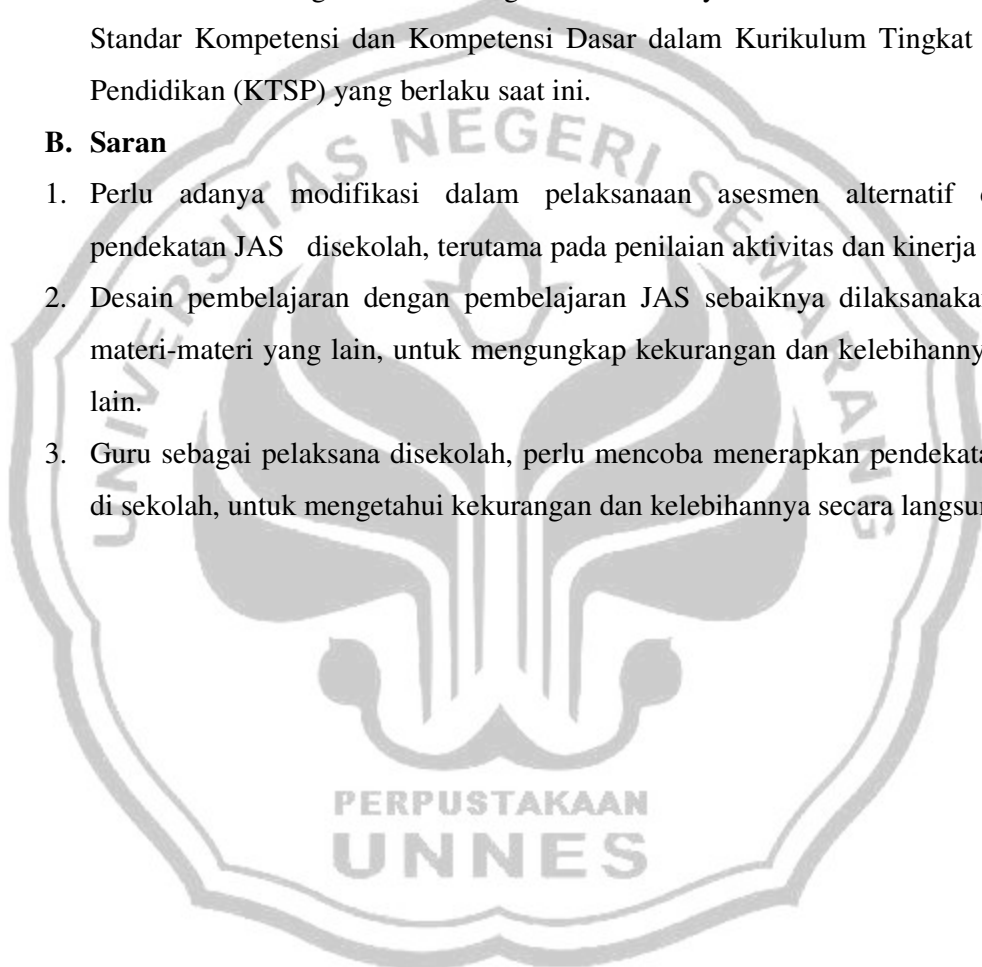 Standar Kompetensi dan Kompetensi Dasar dalam Kurikulum Tingkat
Pendidikan (KTSP) yang berlaku saat ini.
B. Saran
1. Perlu adanya modifikasi dalam pelaksanaan asesmen alternatif
pendekatan JAS disekolah, terutama pada penilaian aktivitas dan kinerja
2. Desain pembelajaran dengan pembelajaran JAS sebaiknya
materi-materi yang lain, untuk mengungkap kekurangan dan
lain.
3. Guru sebagai pelaksana disekolah, perlu mencoba menerapkan
di sekolah, untuk mengetahui kekurangan dan kelebihannya secara
UNIVERSITAS NEGERI SEMARANG
PERPUSTAKAAN
UNNES